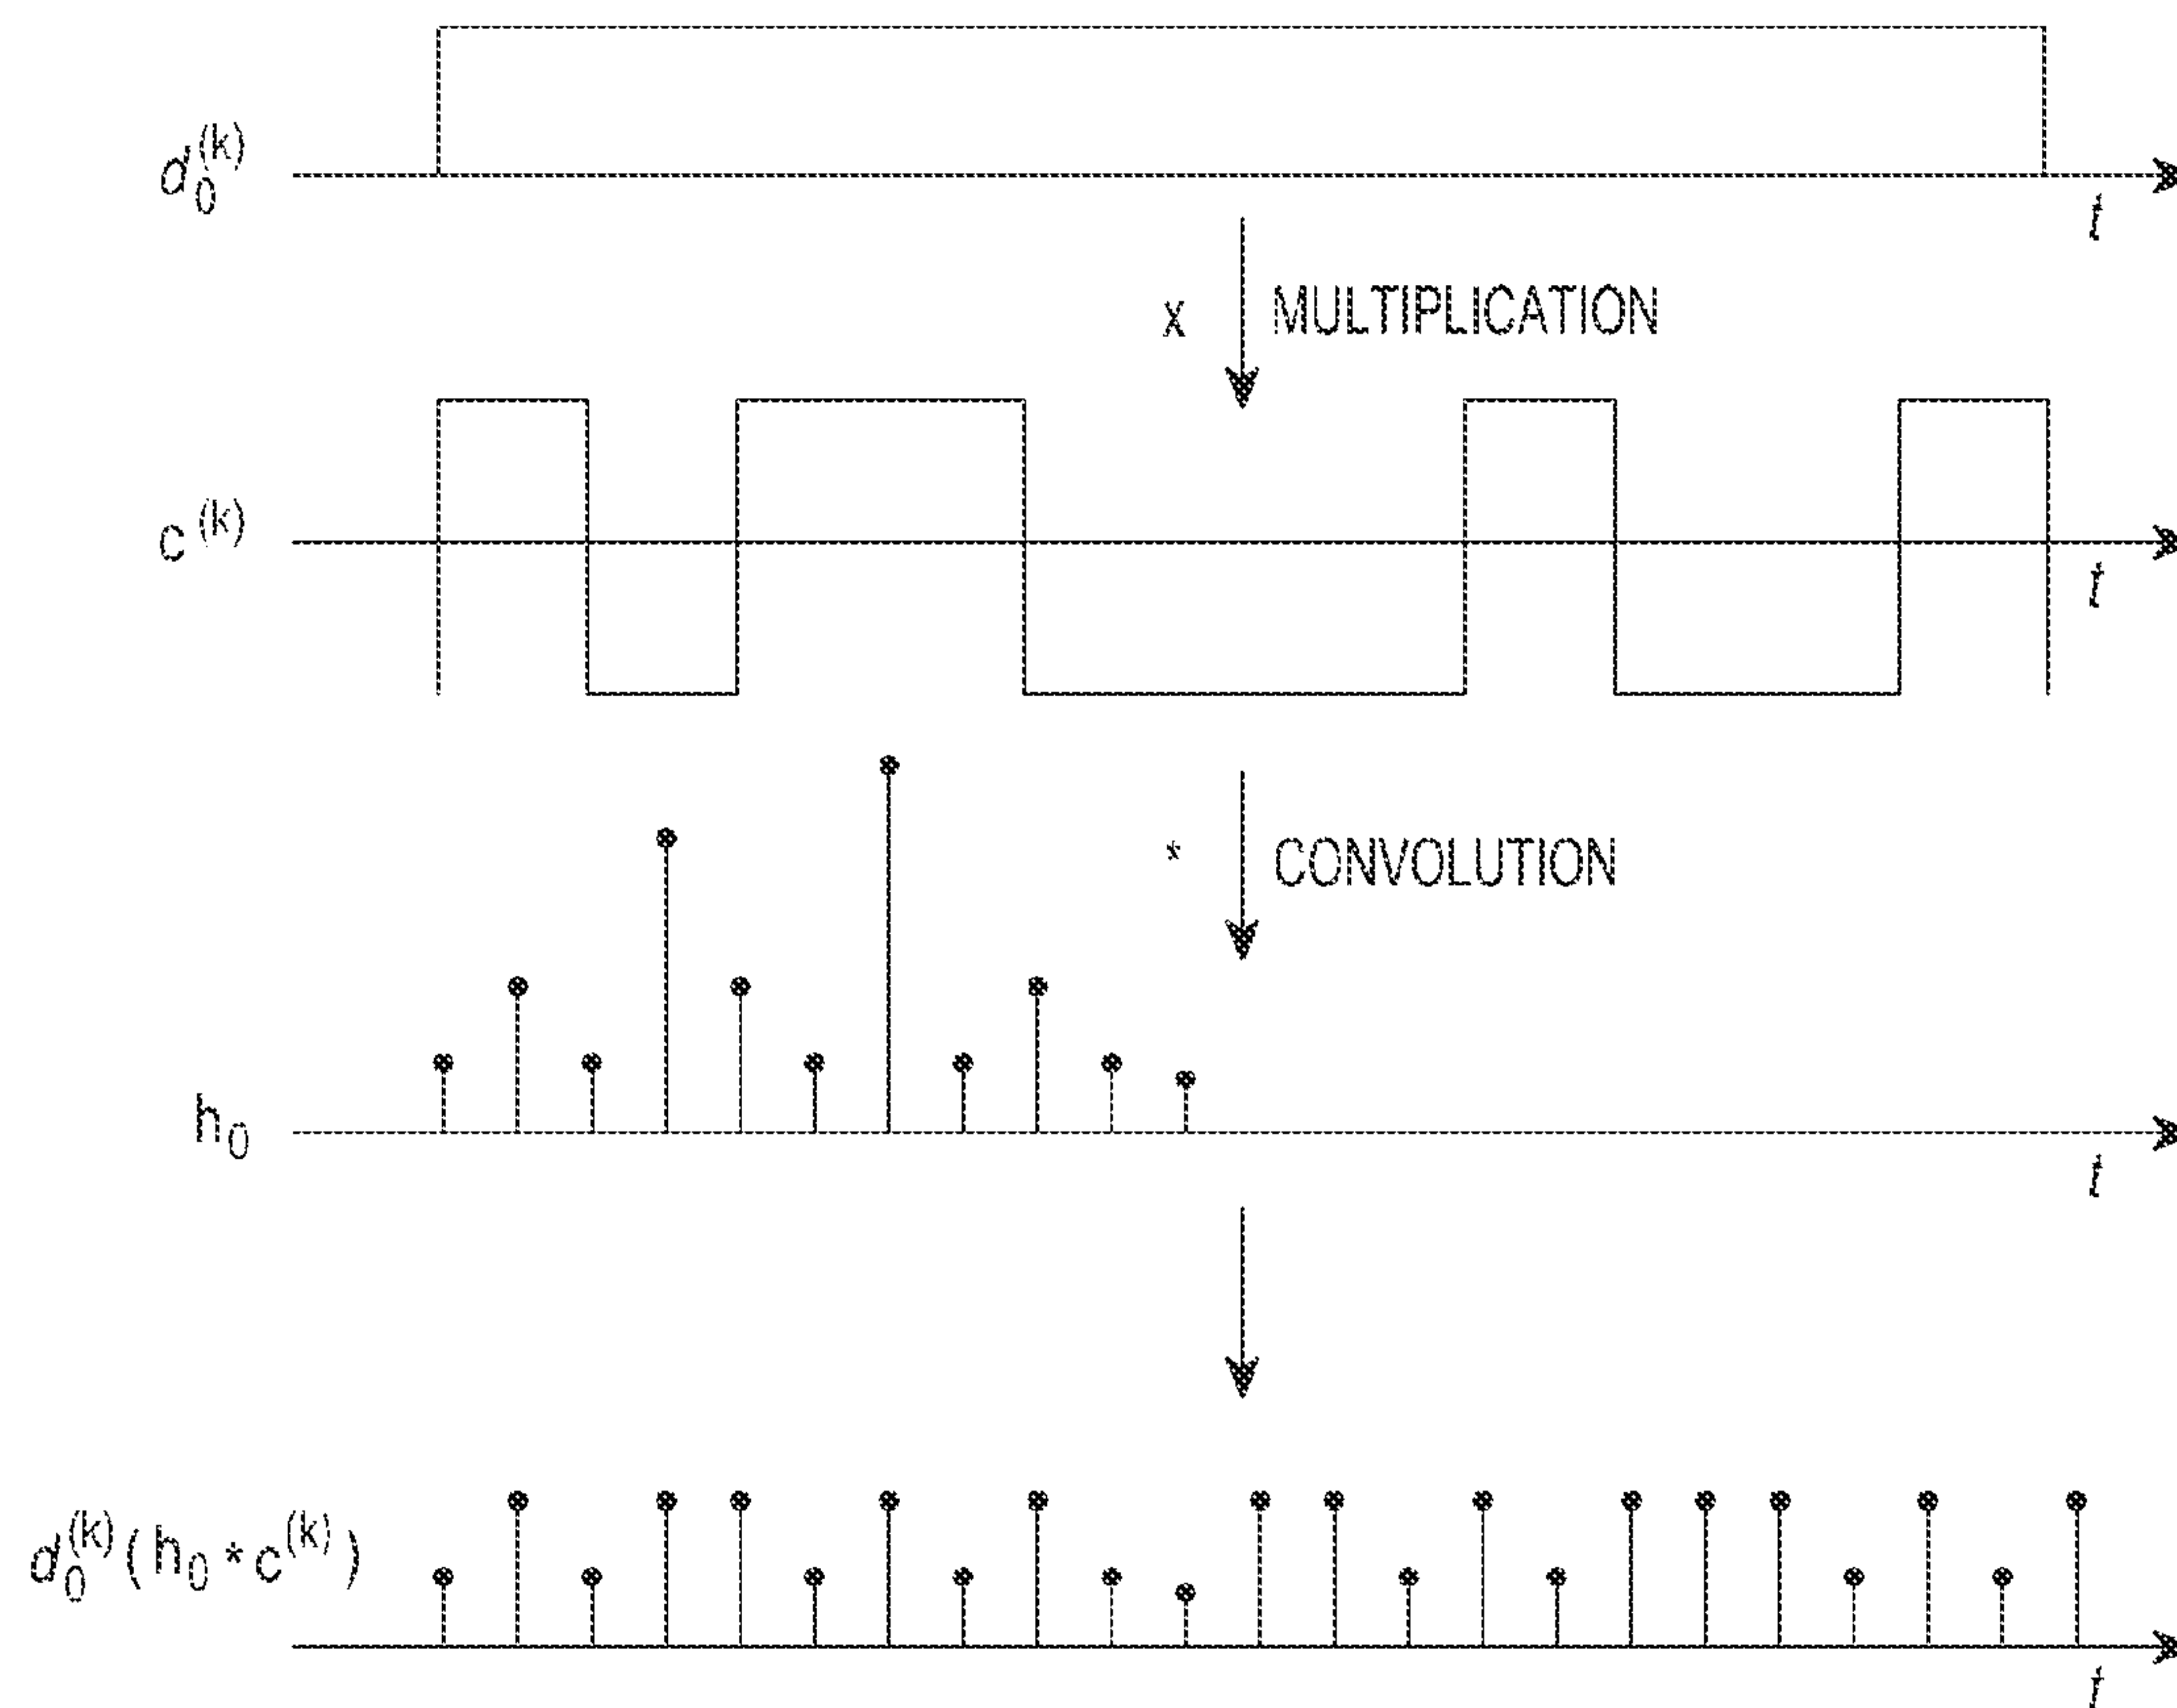 d₀⁽ᵏ⁾
t
x MULTIPLICATION
c⁽ᵏ⁾
t
* CONVOLUTION
h₀
t
d₀⁽ᵏ⁾(h₀*c⁽ᵏ⁾)
t